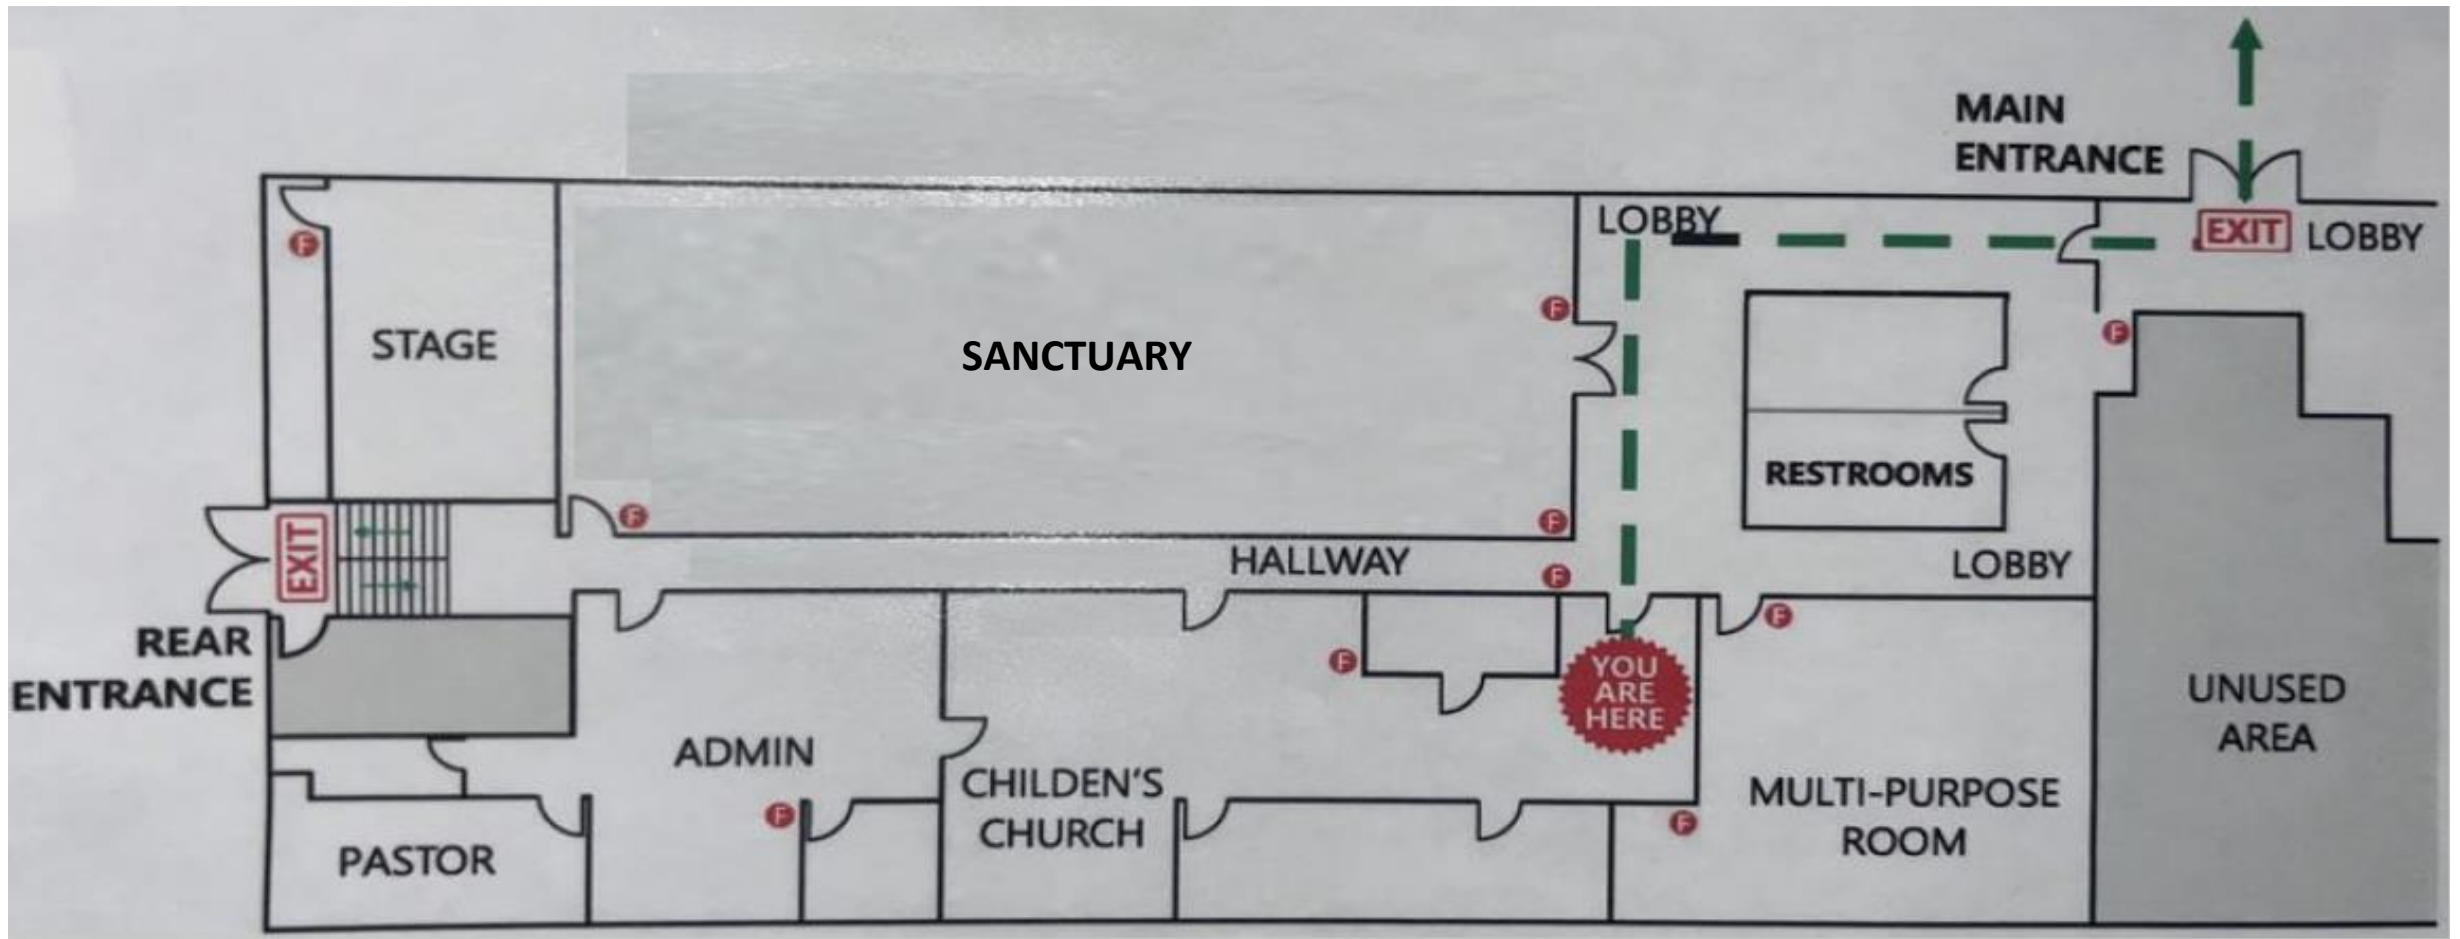 MAIN
ENTRANCE
LOBBY
EXIT
LOBBY
F
F
STAGE
SANCTUARY
F
RESTROOMS
F
F
EXIT
HALLWAY
F
LOBBY
F
REAR
ENTRANCE
F
YOU
ARE
HERE
UNUSED
AREA
ADMIN
CHILDEN'S
CHURCH
F
F
MULTI-PURPOSE
ROOM
PASTOR